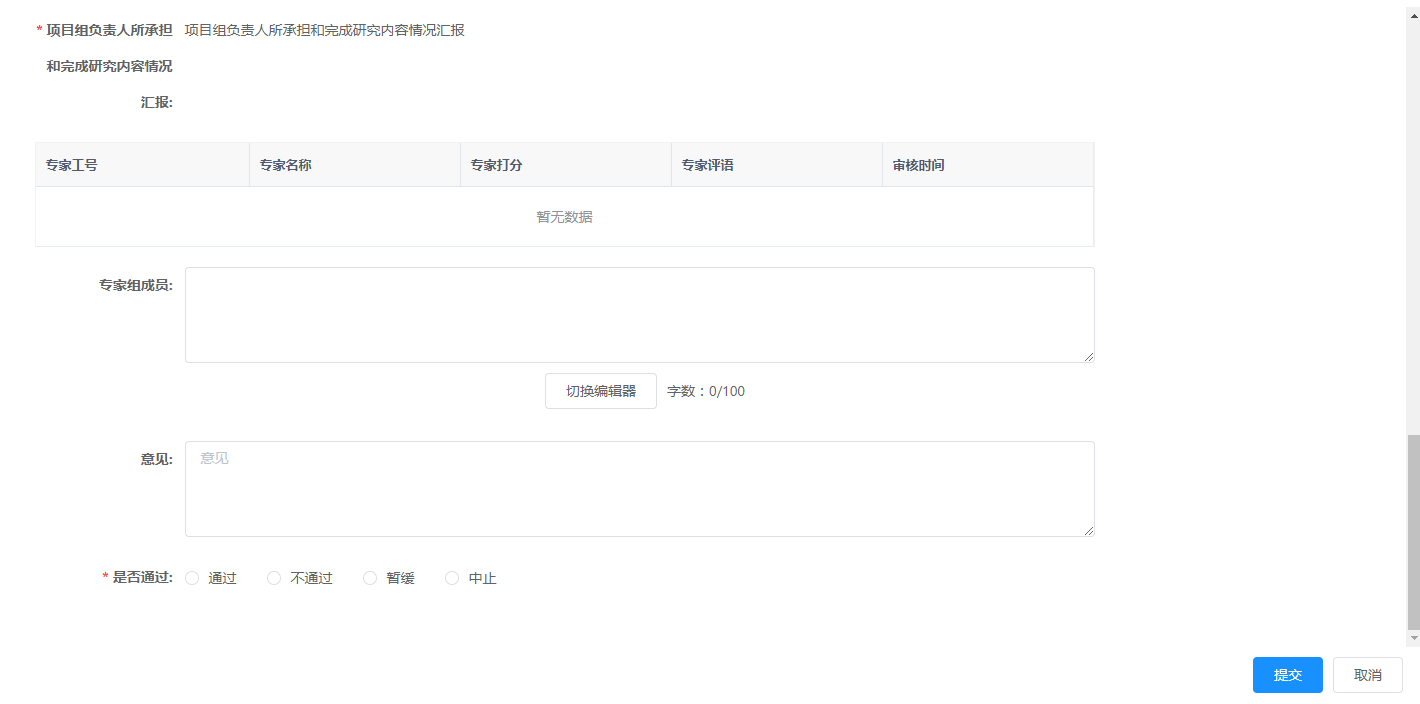 * 项目组负责人所承担 项目组负责人所承担和完成研究内容情况汇报
和完成研究内容情况
汇报:
专家工号 专家名称 专家打分 专家评语 审核时间
暂无数据
专家组成员:
切换编辑器 字数：0/100
意见: 意见
* 是否通过: 通过 不通过 暂缓 中止
提交 取消